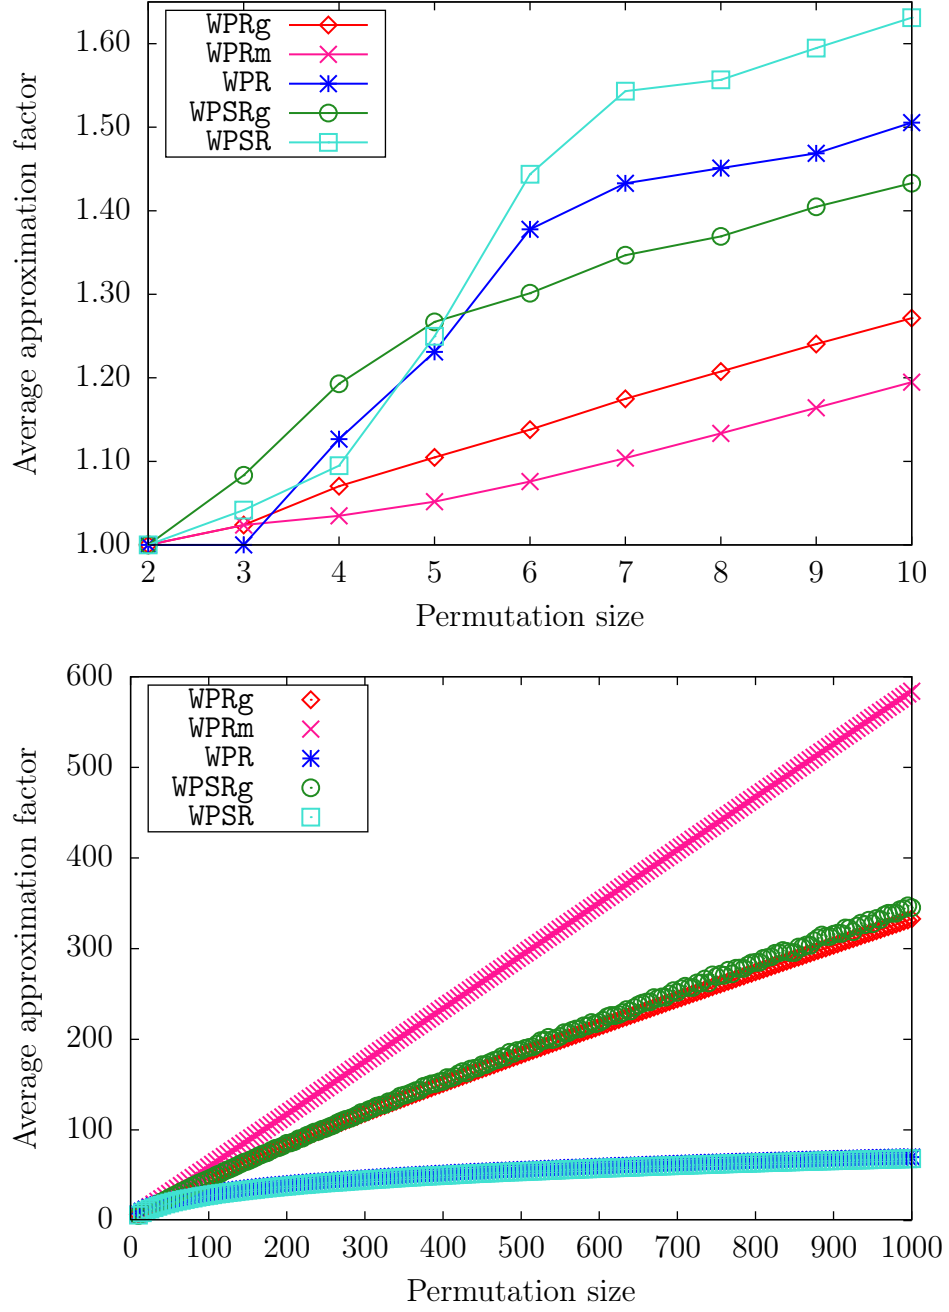 1.60
1.50
1.40
1.30
1.20
1.10
1.00
Average approximation factor
WPRg
WPRm
WPR
WPSRg
WPSR
2 3 4 5 6 7 8 9 10
Permutation size
600
500
400
300
200
100
0
Average approximation factor
WPRg
WPRm
WPR
WPSRg
WPSR
0 100 200 300 400 500 600 700 800 900 1000
Permutation size